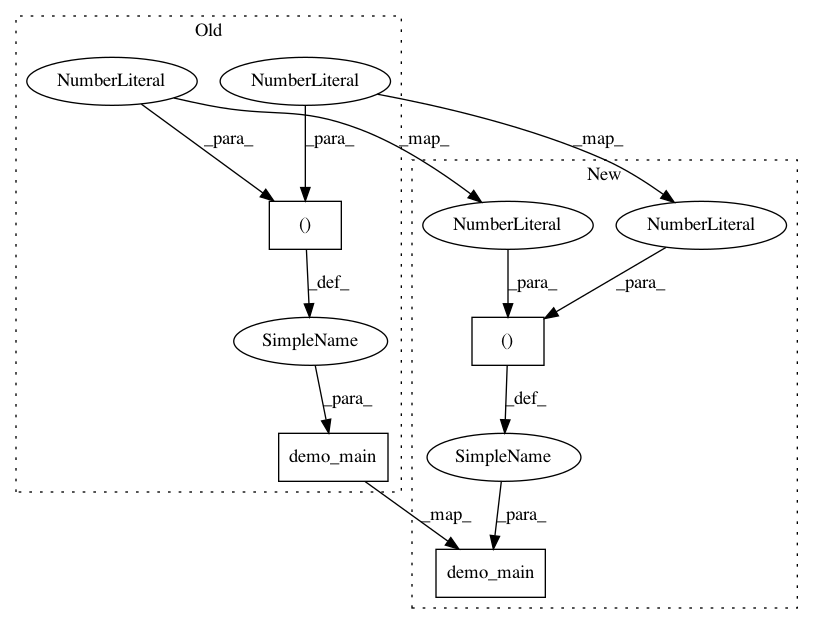 Old
NumberLiteral NumberLiteral
_para_ _para_ _map_ _map_
New
() NumberLiteral NumberLiteral
_def_ _para_ _para_
SimpleName ()
_para_ _def_
demo_main SimpleName
_map_ _para_
demo_main